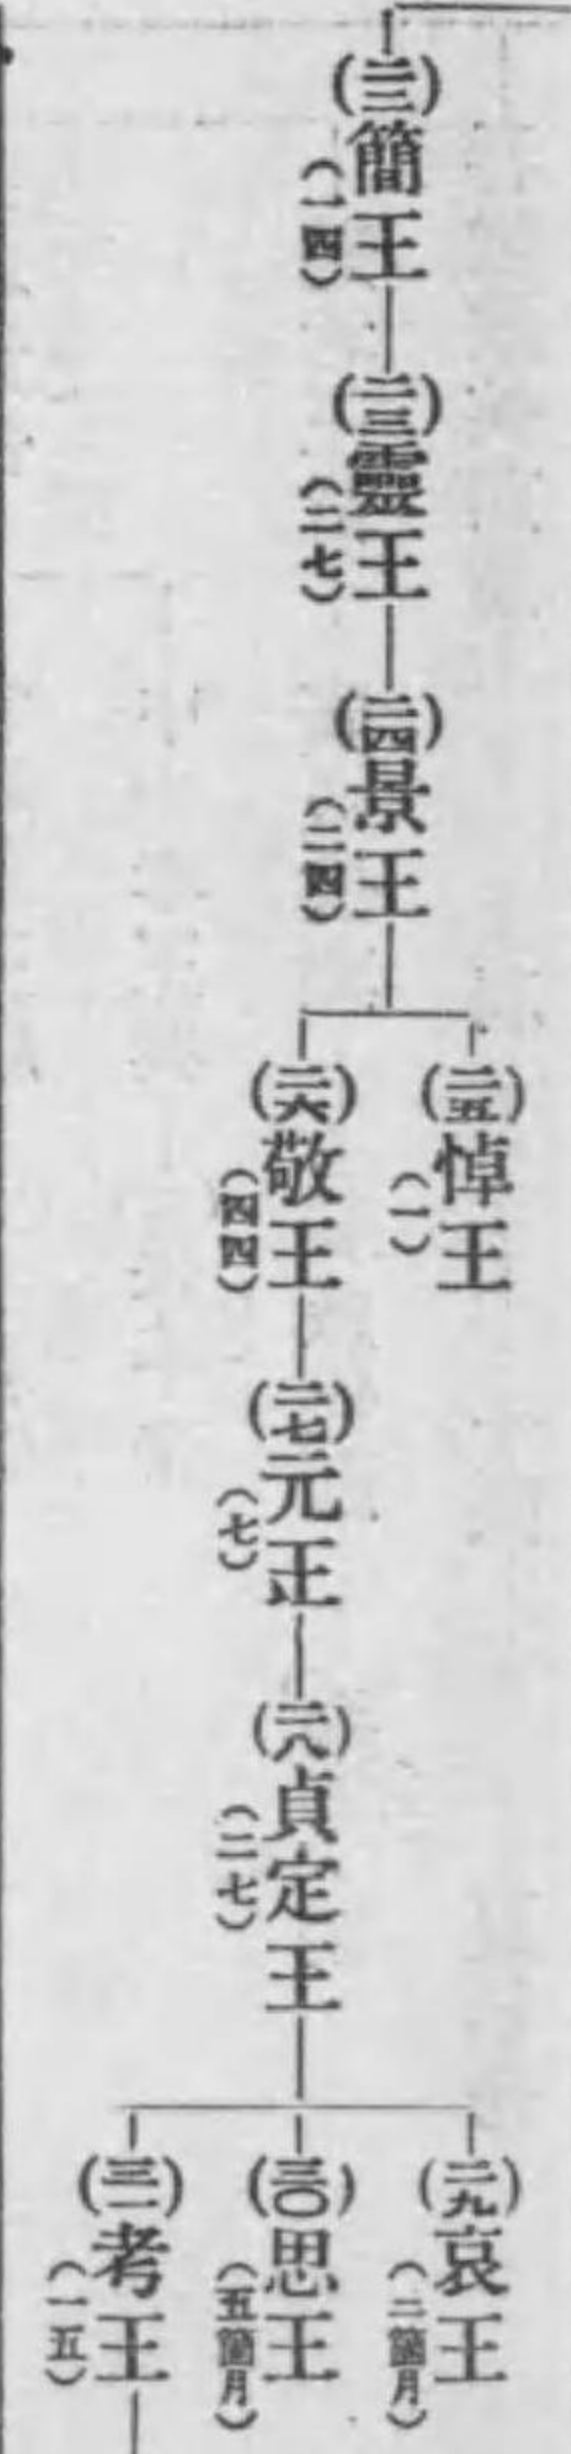 (二二)簡王
(一四)
(二三)靈王
(二七)
(二四)景王
(二四)
(二五)悼王
(一)
(二六)敬王
(四四)
(二七)元正
(七)
(二八)貞定王
(二七)
(二九)哀王
(二箇月)
(三〇)思王
(五箇月)
(三一)考王
(一五)